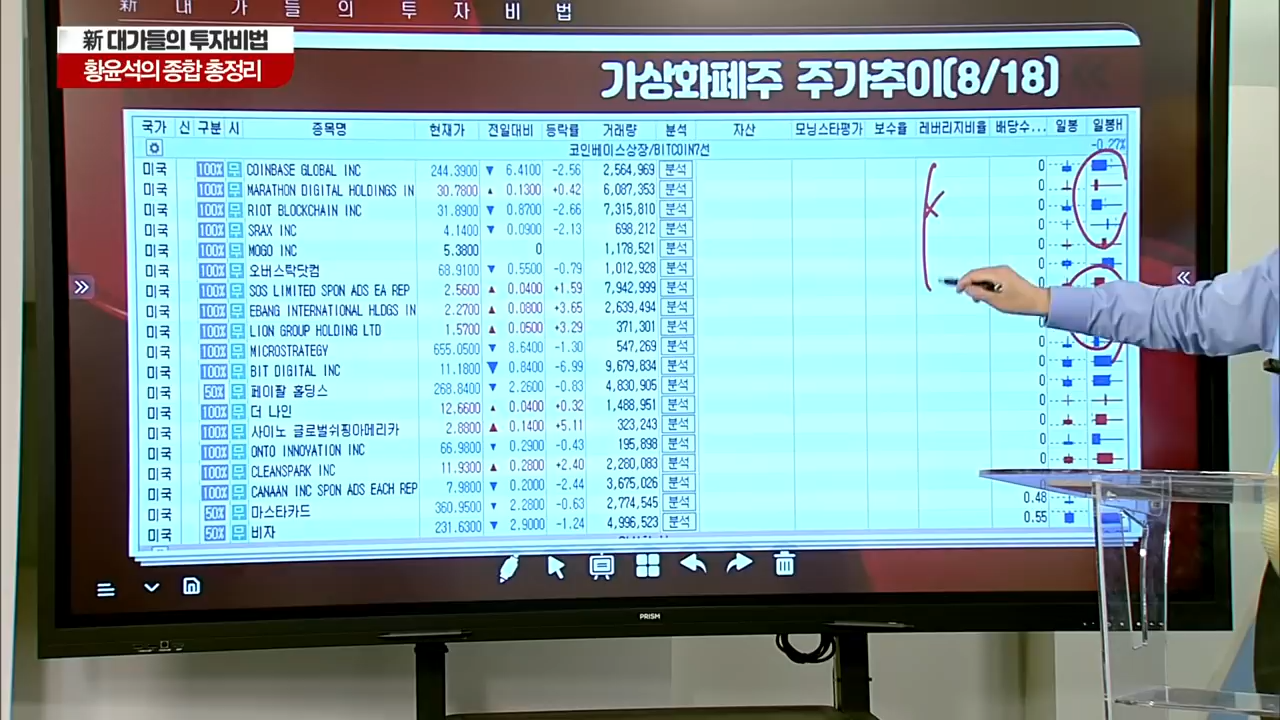 新 대 가 들 의 투 자 비 법
新 대가들의 투자비법
황윤석의 종합 총정리
가상화폐주 주가추이(8/18)
국가 신 구분 시 종목명 현재가 전일대비 등락률 거래량 분석 자산 모닝스타평가 보수율 레버리지비율 배당수... 일봉 일봉H
코인베이스상장/BITCOIN7선 -0.27%
미국 100% 무 COINBASE GLOBAL INC 244.3900 ▼ 6.4100 -2.56 2,564,969 분석 0
미국 100% 무 MARATHON DIGITAL HOLDINGS IN 30.7800 ▲ 0.1300 +0.42 6,087,353 분석 0
미국 100% 무 RIOT BLOCKCHAIN INC 31.8900 ▼ 0.8700 -2.66 7,315,810 분석 0
미국 100% 무 SRAX INC 4.1400 ▼ 0.0900 -2.13 698,212 분석 0
미국 100% 무 MOGO INC 5.3800 0 1,178,521 분석 0
미국 100% 무 오버스탁닷컴 68.9100 ▼ 0.5500 -0.79 1,012,928 분석 0
미국 100% 무 SOS LIMITED SPON ADS EA REP 2.5600 ▲ 0.0400 +1.59 7,942,999 분석
미국 100% 무 EBANG INTERNATIONAL HLDGS IN 2.2700 ▲ 0.0800 +3.65 2,639,494 분석
미국 100% 무 LION GROUP HOLDING LTD 1.5700 ▲ 0.0500 +3.29 371,301 분석
미국 100% 무 MICROSTRATEGY 655.0500 ▼ 8.6400 -1.30 547,269 분석 0
미국 100% 무 BIT DIGITAL INC 11.1800 ▼ 0.8400 -6.99 9,679,834 분석 0
미국 50% 무 페이팔 홀딩스 268.8400 ▼ 2.2600 -0.83 4,830,905 분석 0
미국 100% 무 더 나인 12.6600 ▲ 0.0400 +0.32 1,488,951 분석 0
미국 100% 무 사이노 글로벌쉬핑아메리카 2.8800 ▲ 0.1400 +5.11 323,243 분석 0
미국 100% 무 ONTO INNOVATION INC 66.9800 ▼ 0.2900 -0.43 195,898 분석 0
미국 100% 무 CLEANSPARK INC 11.9300 ▲ 0.2800 +2.40 2,280,083 분석 0
미국 100% 무 CANAAN INC SPON ADS EACH REP 7.9800 ▼ 0.2000 -2.44 3,675,026 분석
미국 50% 무 마스타카드 360.9500 ▼ 2.2800 -0.63 2,774,545 분석 0.48
미국 50% 무 비자 231.6300 ▼ 2.9000 -1.24 4,996,523 분석 0.55
PRISM